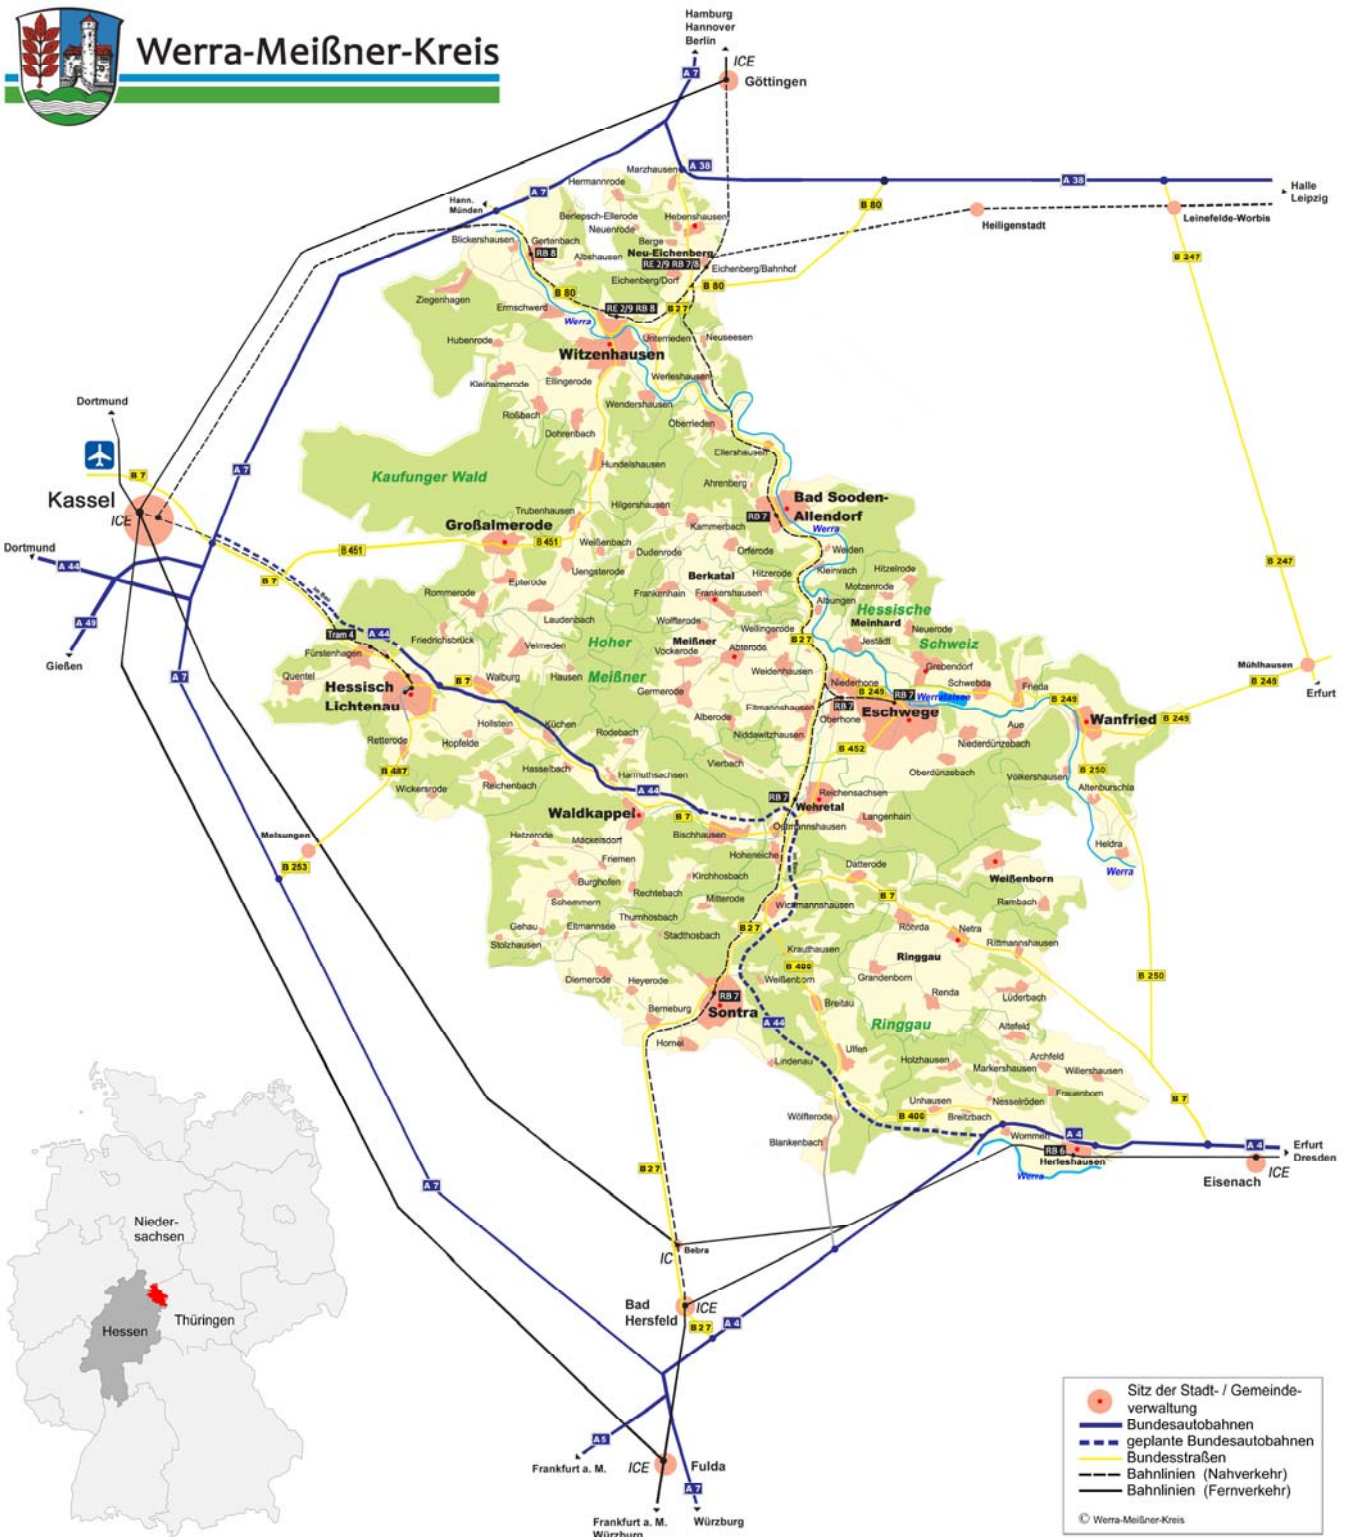 Werra-Meißner-Kreis
Hamburg
Hannover
Berlin
A 7
ICE
Göttingen
Marzhausen
A 38
A 38
Halle
Leipzig
Hermannrode
A 7
Hann.
Münden
B 80
Berlepsch-Ellerode
Hebenshausen
Neuenrode
Heiligenstadt
Leinefelde-Worbis
Blickershausen
Gertenbach
Berge
RB 8
Albshausen
Neu-Eichenberg
RE 2/9 RB 7/8
Eichenberg/Bahnhof
B 247
Eichenberg/Dorf
B 80
Ziegenhagen
B 80
Ermschwerd
RE 2/9 RB 8
B 27
Werra
Hubenrode
Unterrieden
Neuseesen
Witzenhausen
Kleinalmerode
Ellingerode
Werleshausen
Dortmund
Wendershausen
Roßbach
Oberrieden
Dohrenbach
Ellershausen
Hundelshausen
A 7
B 7
Kaufunger Wald
Ahrenberg
Kassel
ICE
Bad Sooden-
Allendorf
Hilgershausen
Trubenhausen
Großalmerode
Kammerbach
Werra
Dortmund
B 451
B 451
Weißenbach
Dudenrode
Orferode
Weiden
A 44
Uengsterode
Kleinvach
Hitzelrode
B 247
B 7
Epterode
Berkatal
Hitzerode
Motzenrode
Rommerode
Frankenhain
Frankershausen
Albungen
Hessische
Schweiz
A 49
Laudenbach
Wolfterode
Wellingerode
Meinhard
Neuerode
Tram 4
A 44
Friedrichsbrück
Hoher
Meißner
Meißner
B 27
Jestädt
Gießen
Fürstenhagen
Velmeden
Vockerode
Abterode
Grebendorf
Mühlhausen
A 7
Quentel
Walburg
Hausen
Weidenhausen
Niederhone
Schwebda
Frieda
B 249
Hessisch
Lichtenau
B 7
Germerode
B 249
RB 7
Werratalsee
B 249
Erfurt
RB 7
Eltmannshausen
Eschwege
Hollstein
Küchen
Alberode
Oberhone
Aue
Wanfried
B 249
Retterode
Hopfelde
Rodebach
Niddawitzhausen
B 452
Niederdünzebach
Hasselbach
Vierbach
Oberdünzebach
B 487
Wickersrode
Reichenbach
Harmuthsachsen
Völkershausen
B 250
A 44
RB 7
Reichensachsen
Altenburschla
Wehretal
Waldkappel
B 7
Langenhain
Melsungen
Hetzerode
Mäckelsdorf
Bischhausen
Oetmannshausen
Heldra
Friemen
Hoheneiche
Datterode
Werra
B 253
Burghofen
Kirchhosbach
Weißenborn
Rechtebach
Mitterode
Schemmern
Wichmannshausen
B 7
Rambach
Thurnhosbach
Gehau
Eltmannsee
Stadthosbach
B 27
Röhrda
Netra
Stolzhausen
Krauthausen
Rittmannshausen
Ringgau
B 400
Diemerode
Heyerode
Weißenborn
Grandenborn
B 250
RB 7
Renda
Lüderbach
Berneburg
Sontra
Breitau
A 44
Ringgau
Altefeld
Hornel
Ulfen
Lindenau
Holzhausen
Archfeld
Markershausen
Willershausen
Frauenborn
B 7
Unhausen
Nesselröden
Wölfterode
B 400
Breitzbach
Blankenbach
Wommen
A 4
A 4
Erfurt
Dresden
RB 6
Herleshausen
ICE
Eisenach
Werra
B 27
A 7
Nieder-
sachsen
IC
Bebra
Bad
Hersfeld
ICE
Thüringen
Hessen
B 27
A 4
A 5
Frankfurt a. M.
ICE
Fulda
A 7
Frankfurt a. M.
Würzburg
Würzburg
Sitz der Stadt- / Gemeinde-
verwaltung
Bundesautobahnen
geplante Bundesautobahnen
Bundesstraßen
Bahnlinien (Nahverkehr)
Bahnlinien (Fernverkehr)
© Werra-Meißner-Kreis